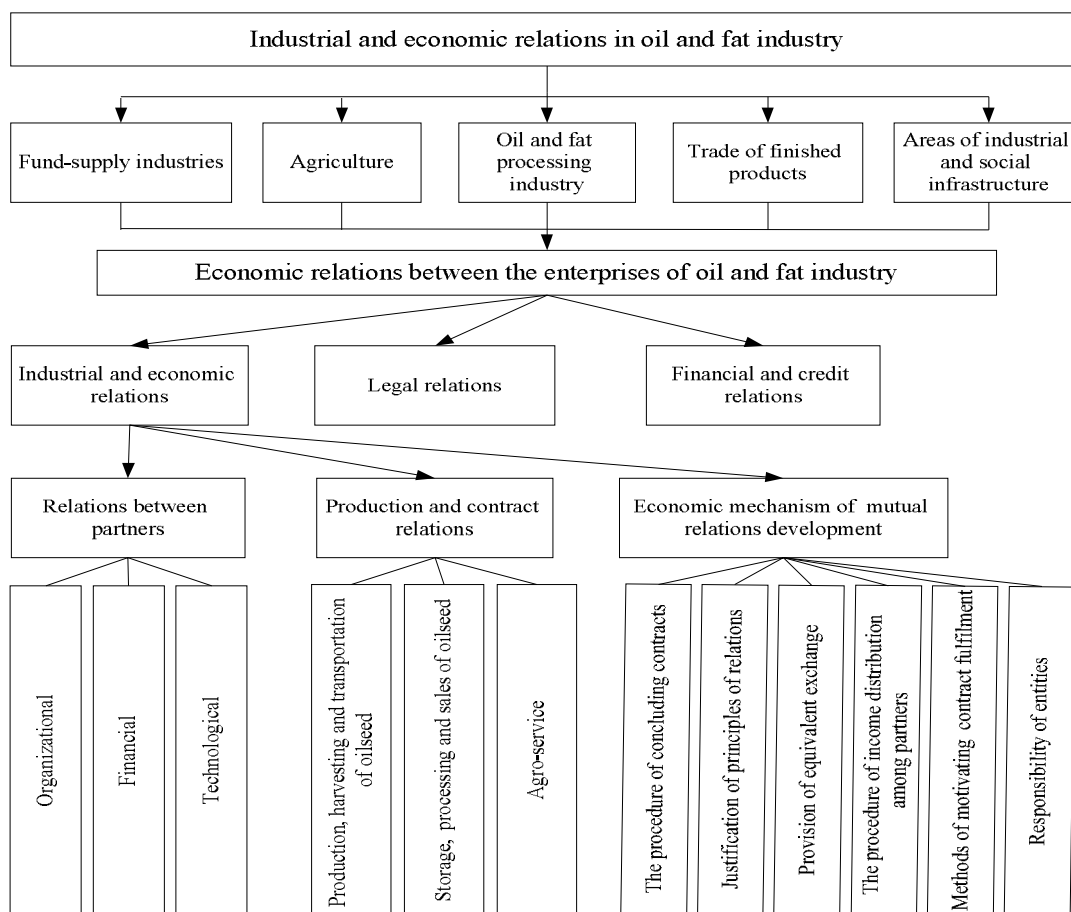 Industrial and economic relations in oil and fat industry
Fund-supply industries
Agriculture
Oil and fat
processing
industry
Trade of finished
products
Areas of industrial
and social
infrastructure
Economic relations between the enterprises of oil and fat industry
Industrial and economic
relations
Legal relations
Financial and credit
relations
Relations between
partners
Production and contract
relations
Economic mechanism of mutual
relations development
Organizational
Financial
Technological
Production, harvesting and transportation
of oilseed
Storage, processing and sales of oilseed
Agro-service
The procedure of concluding contracts
Justification of principles of relations
Provision of equivalent exchange
The procedure of income distribution
among partners
Methods of motivating contract fulfilment
Responsibility of entities